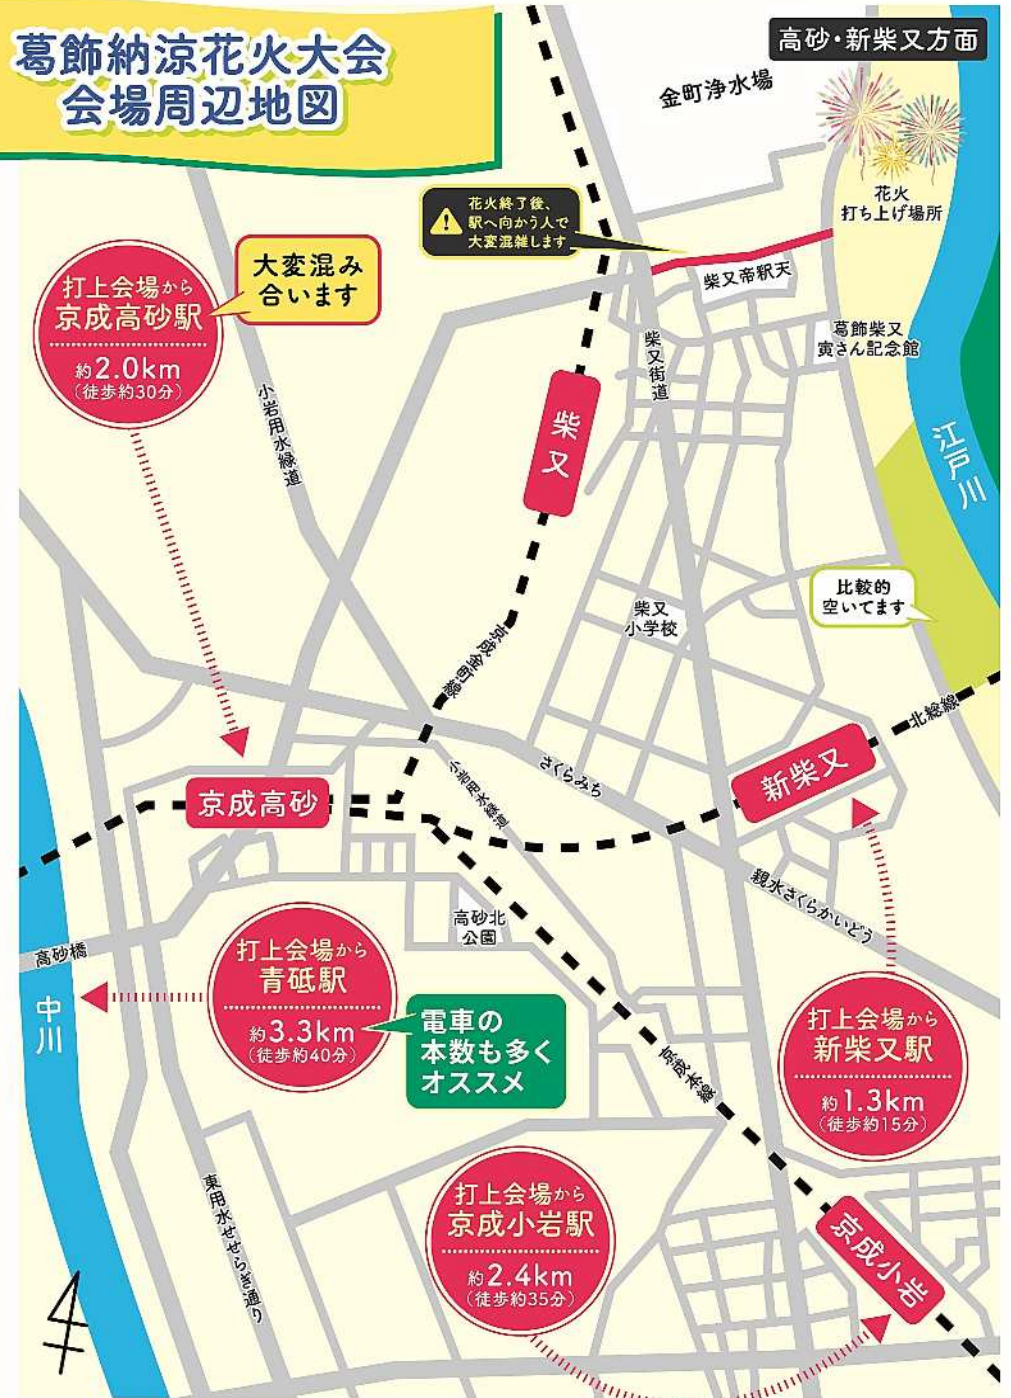 葛飾納涼花火大会
会場周辺地図
高砂・新柴又方面
金町浄水場
花火
打ち上げ場所
花火終了後、
駅へ向かう人で
大変混雑します
柴又帝釈天
葛飾柴又
寅さん記念館
打上会場から
京成高砂駅
約2.0km
(徒歩約30分)
大変混み
合います
柴又街道
小岩用水緑道
柴又
江戸川
比較的
空いてます
柴又
小学校
京成金町線
北総線
新柴又
さくらみち
小岩用水緑道
京成高砂
親水さくらかいどう
高砂北
公園
高砂橋
中川
打上会場から
青砥駅
約3.3km
(徒歩約40分)
電車の
本数も多く
オススメ
打上会場から
新柴又駅
約1.3km
(徒歩約15分)
京成本線
東用水せせらぎ通り
打上会場から
京成小岩駅
約2.4km
(徒歩約35分)
京成小岩